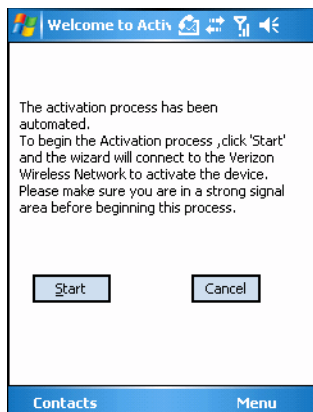 Welcome to Activ
The activation process has been
automated.
To begin the Activation process ,click 'Start'
and the wizard will connect to the Verizon
Wireless Network to activate the device.
Please make sure you are in a strong signal
area before beginning this process.
Start
Cancel
Contacts
Menu